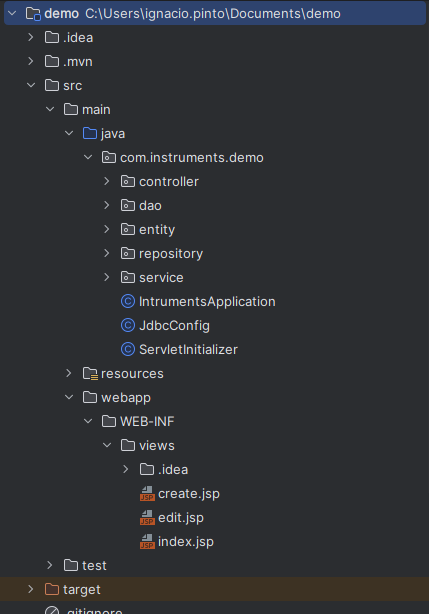 demo C:\Users\ignacio.pinto\Documents\demo
.idea
.mvn
src
main
java
com.instruments.demo
controller
dao
entity
repository
service
IntrumentsApplication
JdbcConfig
ServletInitializer
resources
webapp
WEB-INF
views
.idea
JSP create.jsp
JSP edit.jsp
JSP index.jsp
test
target
.gitignore